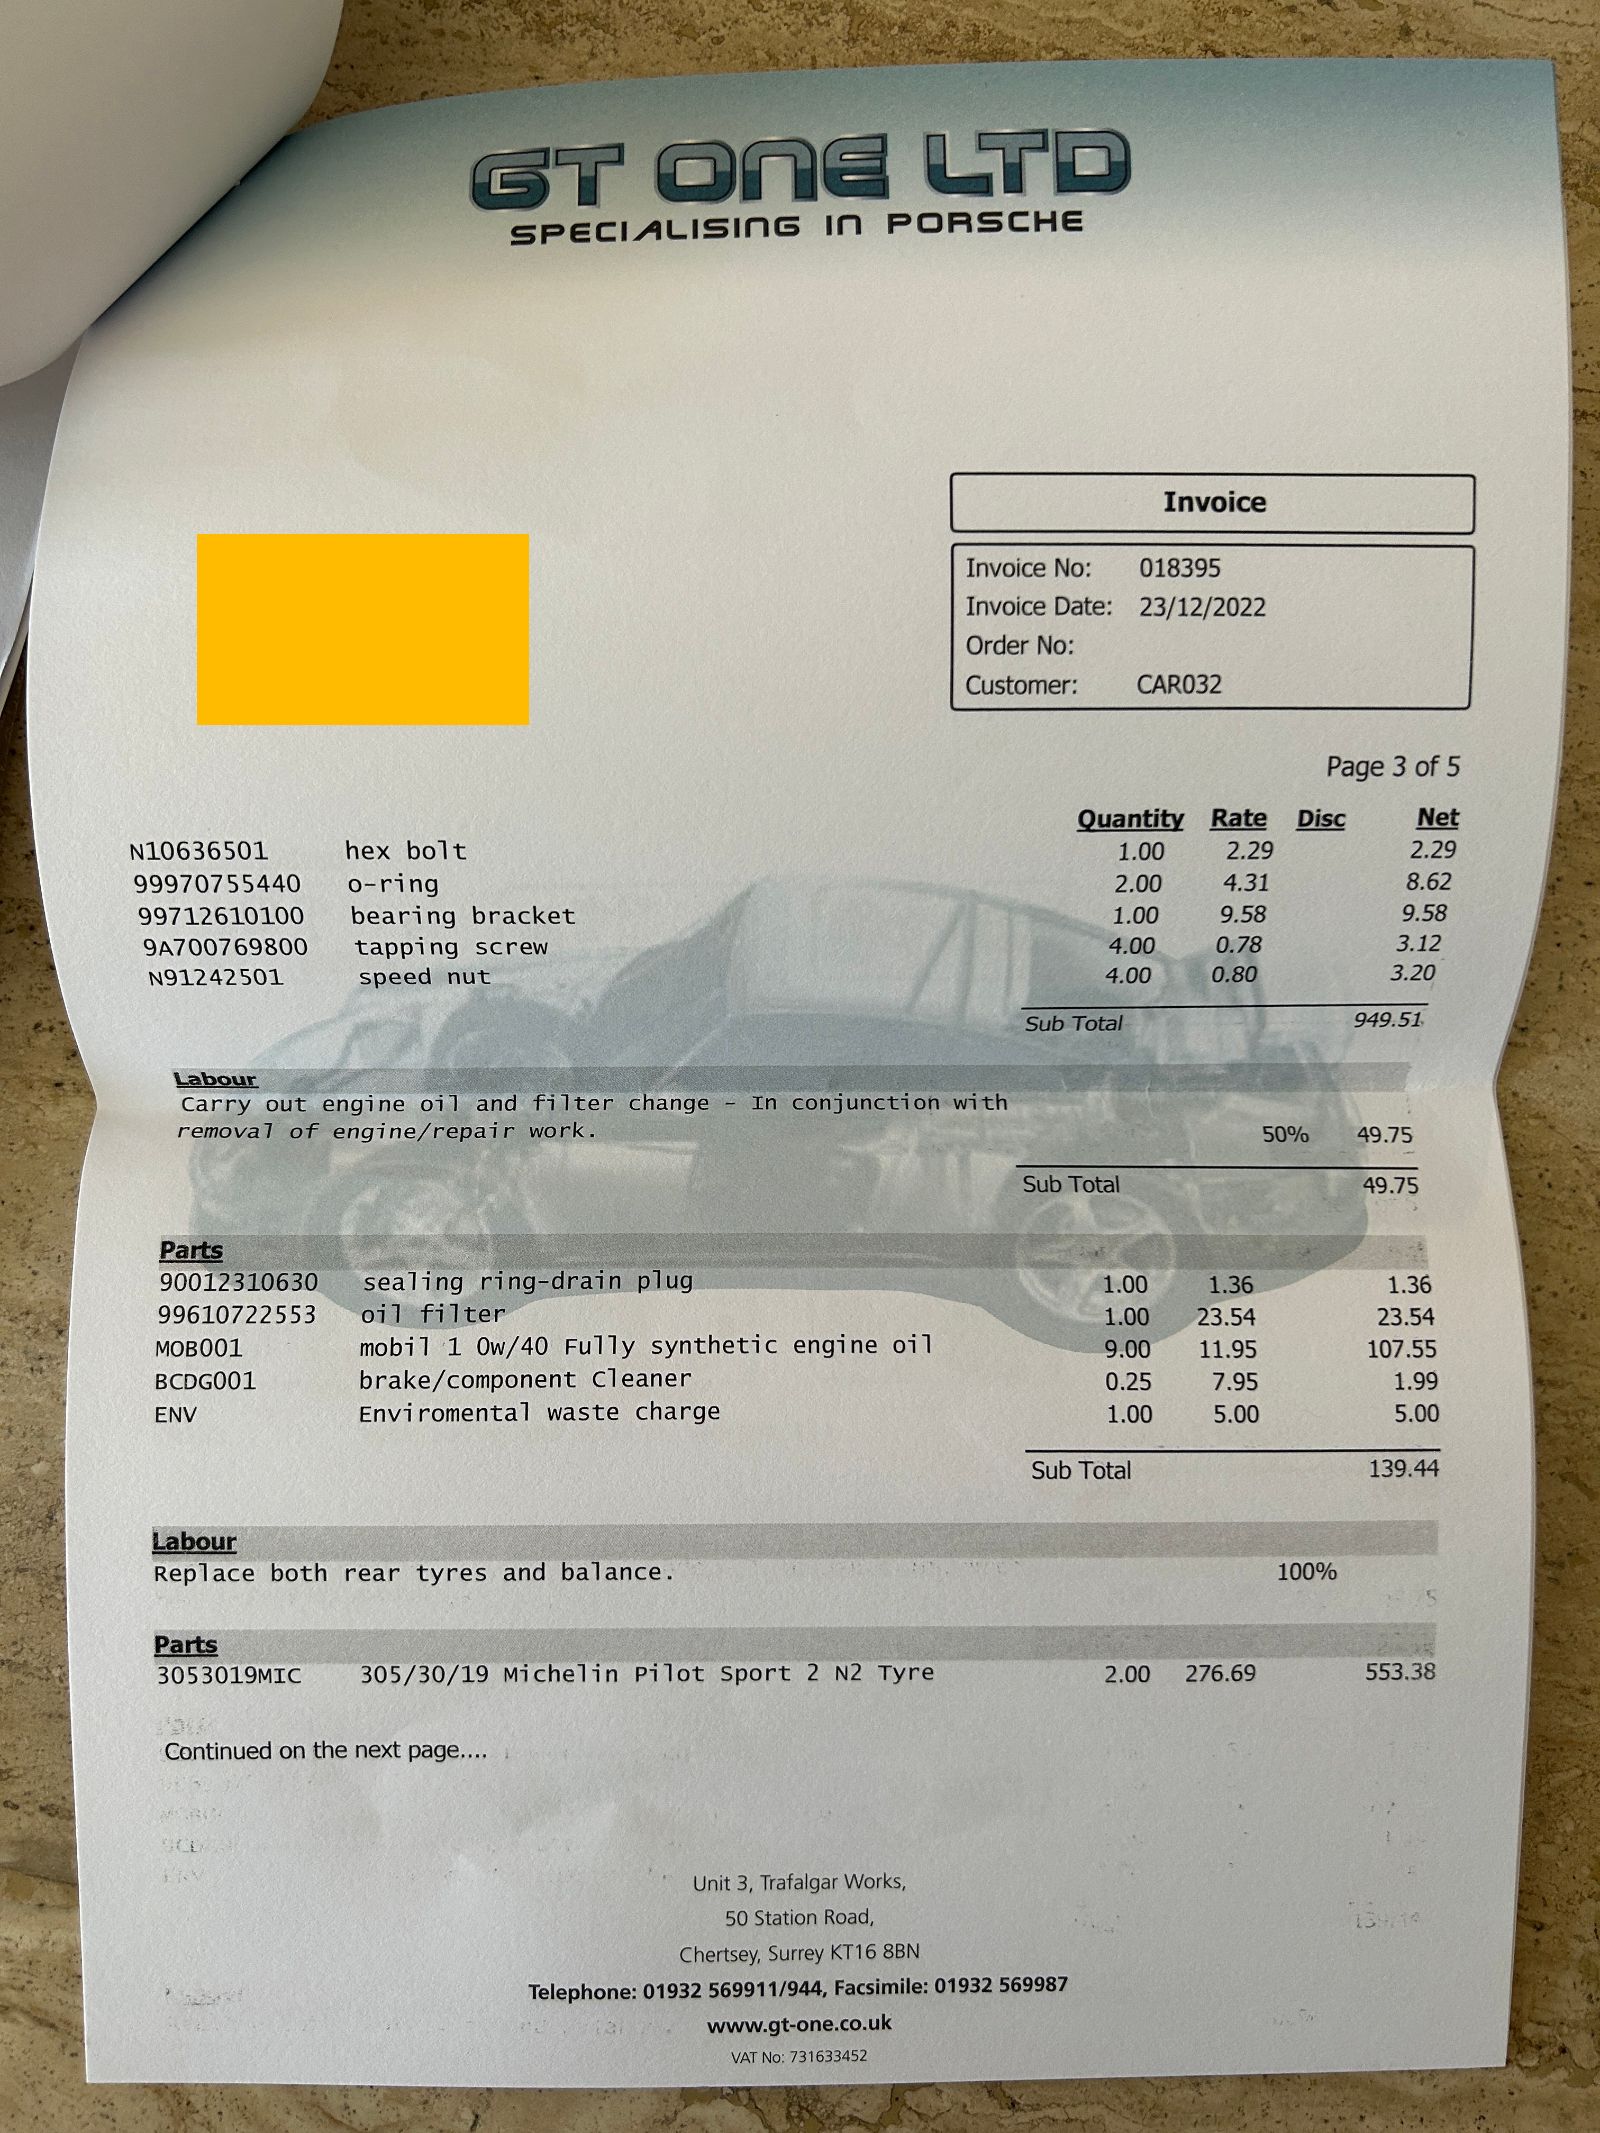 GT ONE LTD
SPECIALISING IN PORSCHE
Invoice
Invoice No: 018395
Invoice Date: 23/12/2022
Order No:
Customer: CAR032
Page 3 of 5
Quantity Rate Disc Net
N10636501 hex bolt 1.00 2.29 2.29
99970755440 o-ring 2.00 4.31 8.62
99712610100 bearing bracket 1.00 9.58 9.58
9A700769800 tapping screw 4.00 0.78 3.12
N91242501 speed nut 4.00 0.80 3.20
Sub Total 949.51
Labour
Carry out engine oil and filter change - In conjunction with
removal of engine/repair work. 50% 49.75
Sub Total 49.75
Parts
90012310630 sealing ring-drain plug 1.00 1.36 1.36
99610722553 oil filter 1.00 23.54 23.54
MOB001 mobil 1 0w/40 Fully synthetic engine oil 9.00 11.95 107.55
BCDG001 brake/component Cleaner 0.25 7.95 1.99
ENV Enviromental waste charge 1.00 5.00 5.00
Sub Total 139.44
Labour
Replace both rear tyres and balance. 100%
Parts
3053019MIC 305/30/19 Michelin Pilot Sport 2 N2 Tyre 2.00 276.69 553.38
Continued on the next page....
Unit 3, Trafalgar Works,
50 Station Road,
Chertsey, Surrey KT16 8BN
Telephone: 01932 569911/944, Facsimile: 01932 569987
www.gt-one.co.uk
VAT No: 731633452